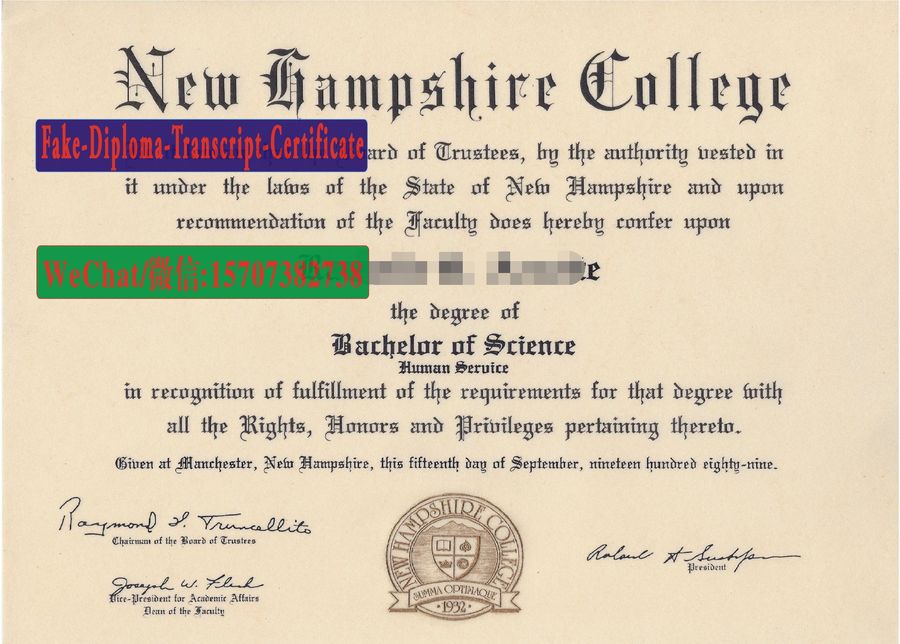 New Hampshire College
Fake-Diploma-Transcript-Certificate
ard of Trustees, by the authority vested in
it under the laws of the State of New Hampshire and upon
recommendation of the Faculty does hereby confer upon
WeChat/微信:15707382738
the degree of
Bachelor of Science
Human Service
in recognition of fulfillment of the requirements for that degree with
all the Rights, Honors and Privileges pertaining thereto.
Given at Manchester, New Hampshire, this fifteenth day of September, nineteen hundred eighty-nine.
Raymond F. Truncellito
Chairman of the Board of Trustees
Joseph W.
Vice-President for Academic Affairs
Dean of the Faculty
NEW HAMPSHIRE COLLEGE
SUMMA OPTIMAQUE
·1932·
President